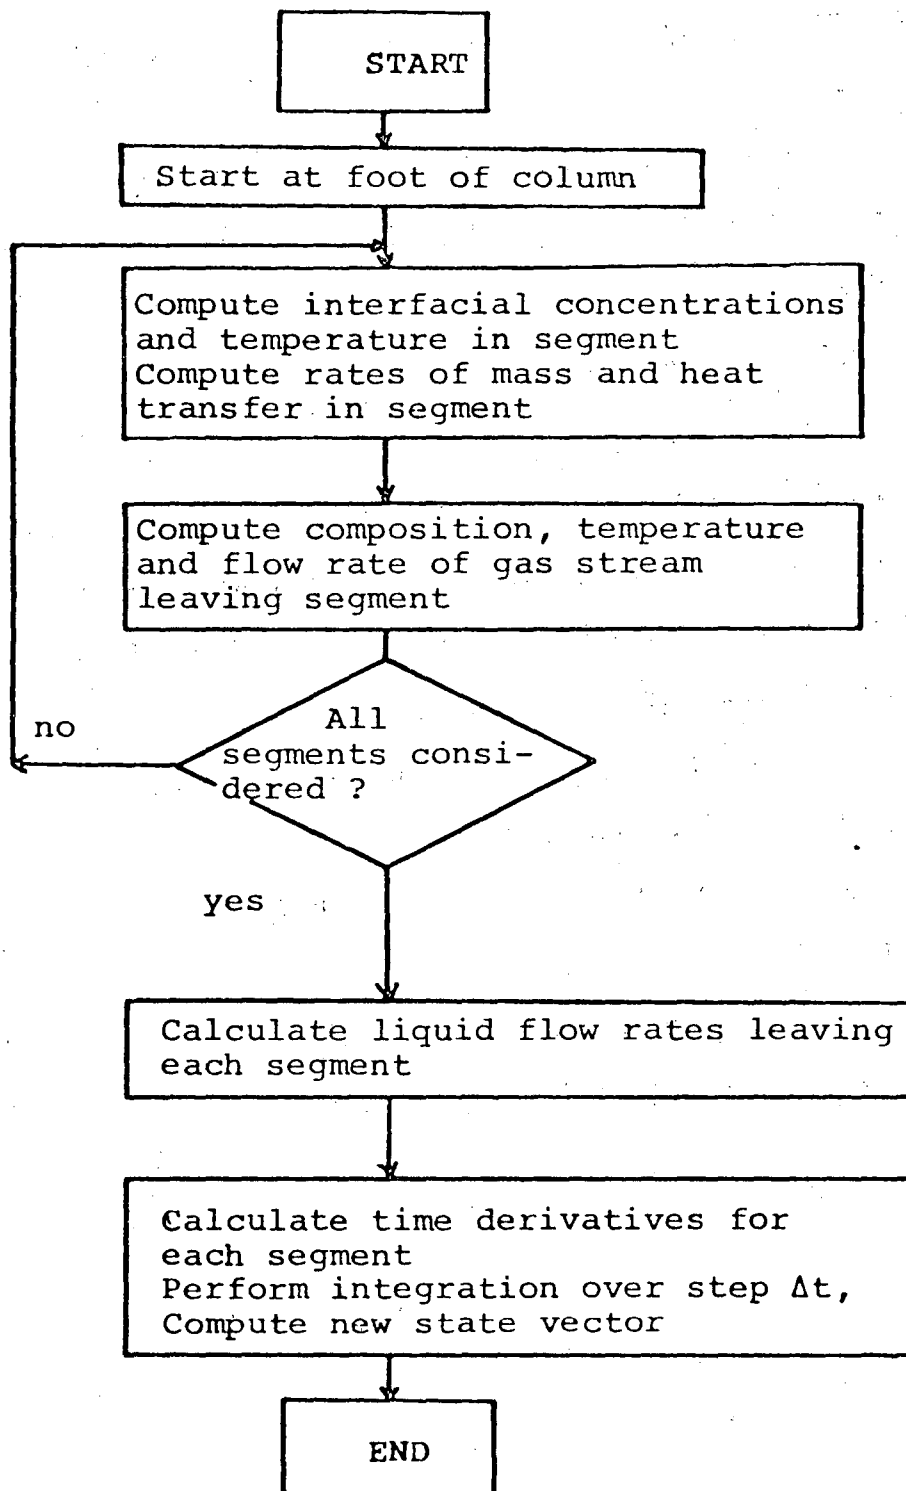 START
Start at foot of column
Compute interfacial concentrations
and temperature in segment
Compute rates of mass and heat
transfer in segment
Compute composition, temperature
and flow rate of gas stream
leaving segment
All
segments consi-
dered ?
no
yes
Calculate liquid flow rates leaving
each segment
Calculate time derivatives for
each segment
Perform integration over step Δt,
Compute new state vector
END